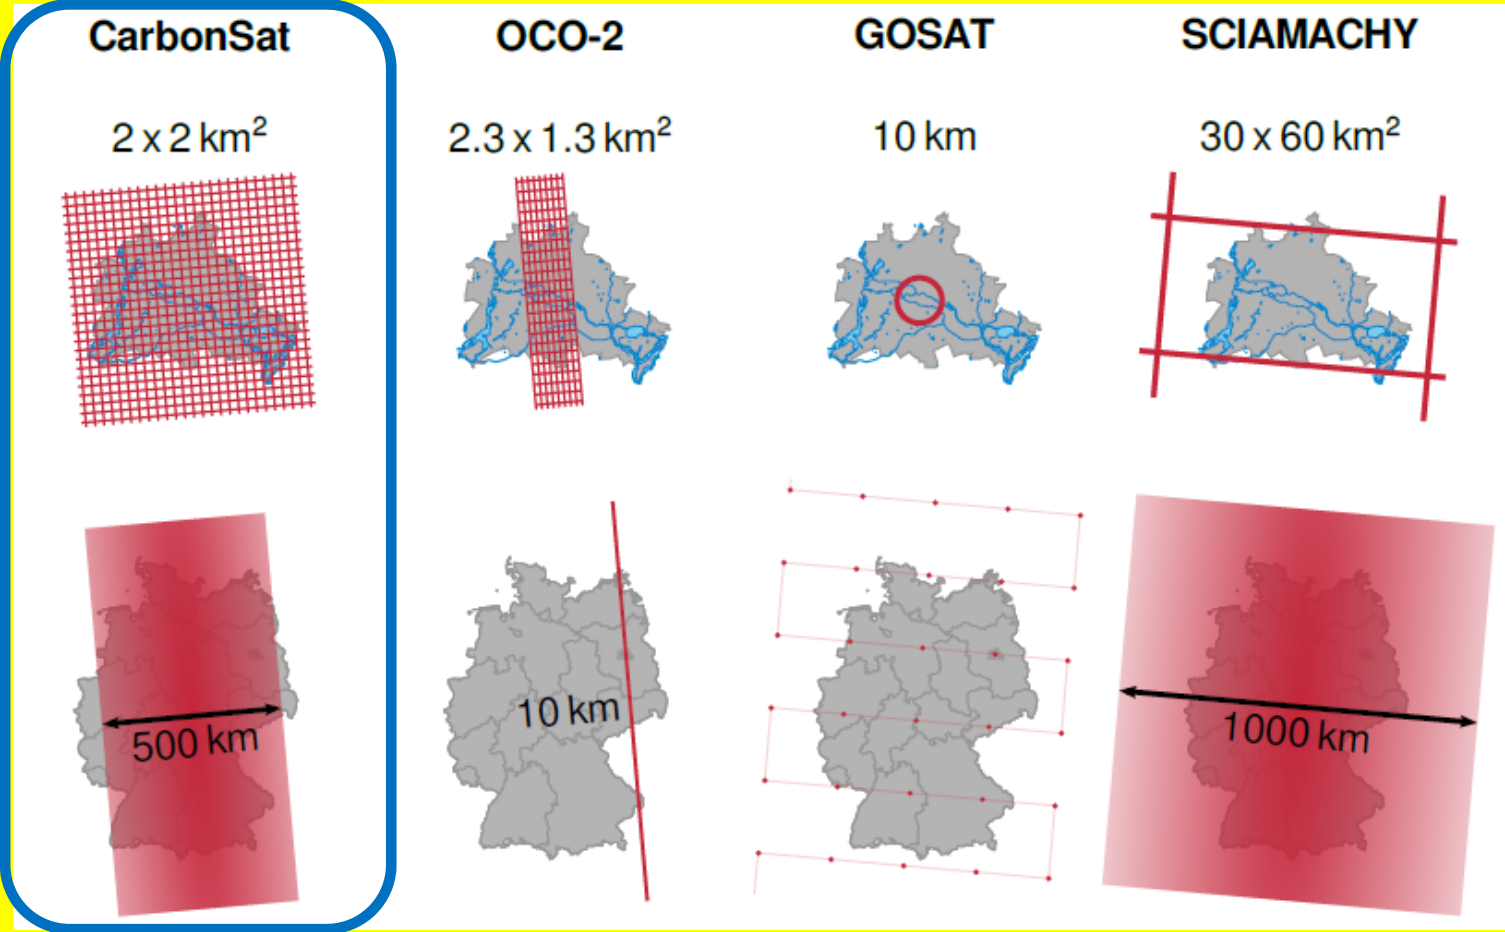 CarbonSat
OCO-2
GOSAT
SCIAMACHY
2 x 2 km²
2.3 x 1.3 km²
10 km
30 x 60 km²
500 km
10 km
1000 km